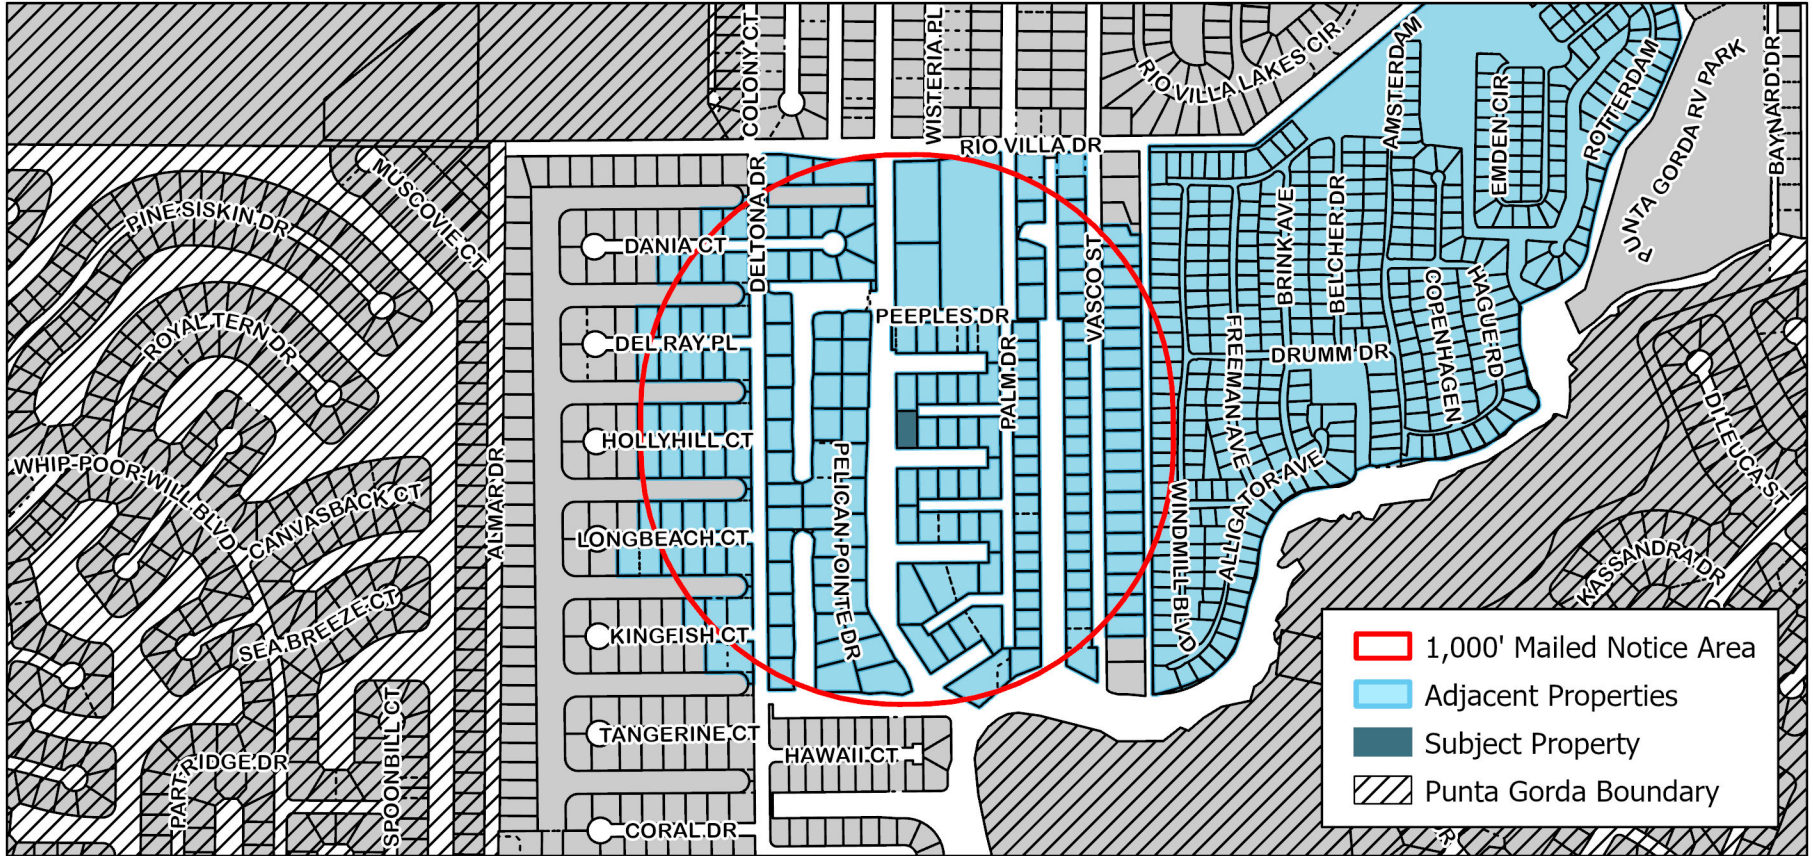 COLONY CT
WISTERIA PL
RIO VILLA LAKES CIR
AMSTERDAM
EMDEN CIR
ROTTERDAM
PUNTA GORDA RV PARK
BAYNARD DR
RIO VILLA DR
MUSCOVIE CT
PINE SISKIN DR
DELTONA DR
DANIA CT
VASCO ST
BRINK AVE
BELCHER DR
COPENHAGEN
HAGUE RD
PEEPLES DR
ROYAL TERN DR
DEL RAY PL
PALM DR
FREEMAN AVE
DRUMM DR
DI LEUCA ST
HOLLYHILL CT
PELICAN POINTE DR
WHIP-POOR-WILL BLVD
CANVASBACK CT
ALMAR DR
ALLIGATOR AVE
WINDMILL BLVD
LONGBEACH CT
KASSANDRA DR
SEA BREEZE CT
KINGFISH CT
TANGERINE CT
HAWAII CT
PARTRIDGE DR
SPOONBILL CT
CORAL DR
1,000' Mailed Notice Area
Adjacent Properties
Subject Property
Punta Gorda Boundary